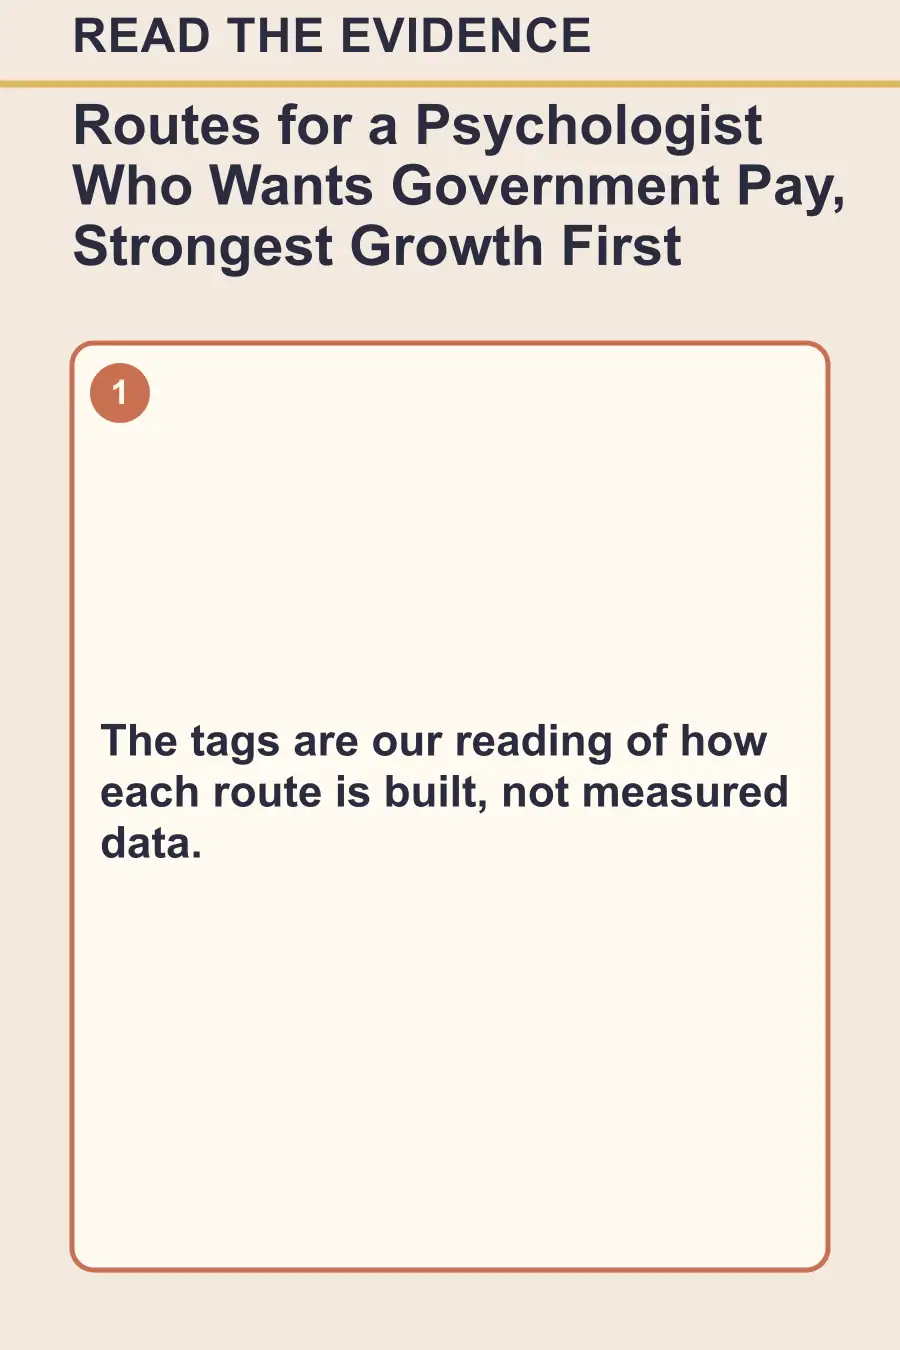 READ THE EVIDENCE
Routes for a Psychologist
Who Wants Government Pay,
Strongest Growth First
1
The tags are our reading of how
each route is built, not measured
data.